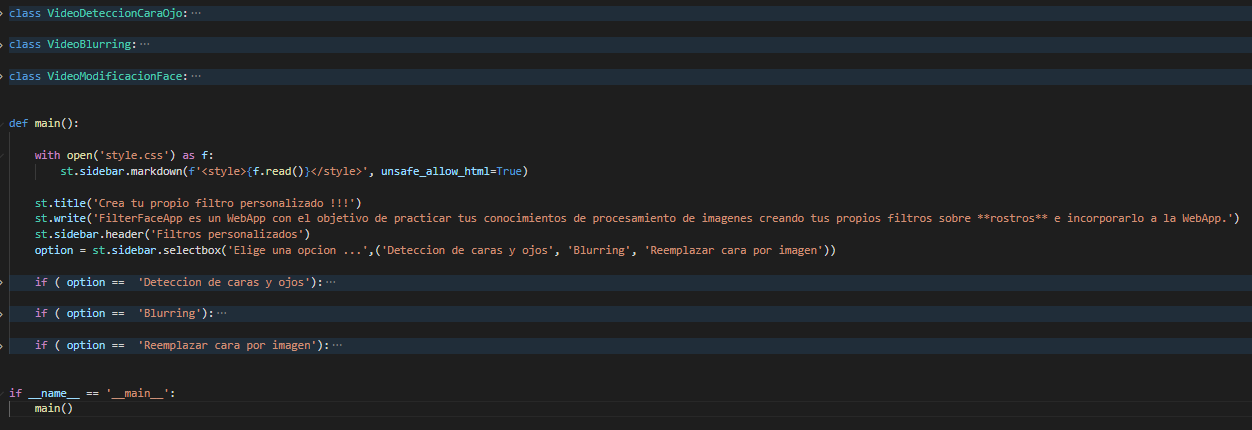 class VideoDeteccionCaraOjo:···
class VideoBlurring:···
class VideoModificacionFace:···
def main():
with open('style.css') as f:
st.sidebar.markdown(f'<style>{f.read()}</style>', unsafe_allow_html=True)
st.title('Crea tu propio filtro personalizado !!!')
st.write('FilterFaceApp es un WebApp con el objetivo de practicar tus conocimientos de procesamiento de imagenes creando tus propios filtros sobre **rostros** e incorporarlo a la WebApp.')
st.sidebar.header('Filtros personalizados')
option = st.sidebar.selectbox('Elige una opcion ...',('Deteccion de caras y ojos', 'Blurring', 'Reemplazar cara por imagen'))
if ( option ==  'Deteccion de caras y ojos'):···
if ( option ==  'Blurring'):···
if ( option ==  'Reemplazar cara por imagen'):···
if __name__ == '__main__':
main()